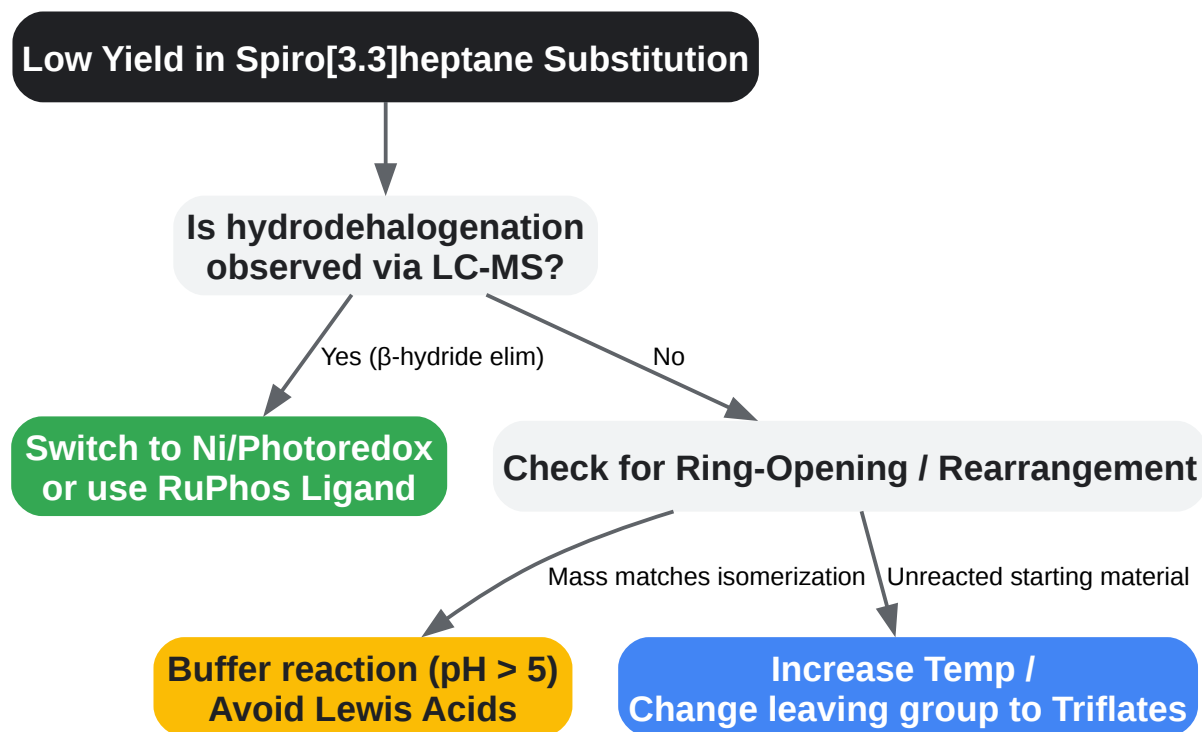 Low Yield in Spiro[3.3]heptane Substitution
Is hydrodehalogenation
observed via LC-MS?
Yes (β-hydride elim)
No
Switch to Ni/Photoredox
or use RuPhos Ligand
Check for Ring-Opening / Rearrangement
Mass matches isomerization
Unreacted starting material
Buffer reaction (pH > 5)
Avoid Lewis Acids
Increase Temp /
Change leaving group to Triflates